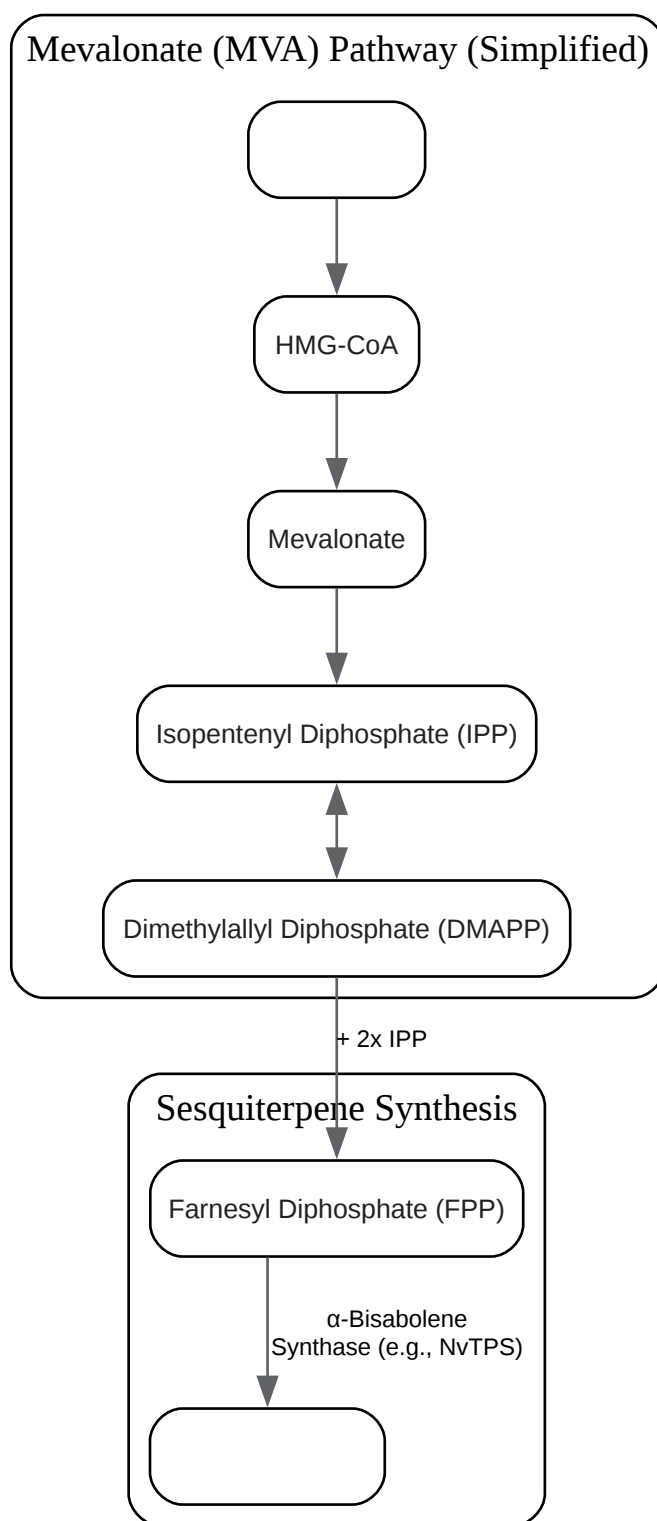 Mevalonate (MVA) Pathway (Simplified)
HMG-CoA
Mevalonate
Isopentenyl Diphosphate (IPP)
Dimethylallyl Diphosphate (DMAPP)
+ 2x IPP
Sesquiterpene Synthesis
Farnesyl Diphosphate (FPP)
α-Bisabolene
Synthase (e.g., NvTPS)